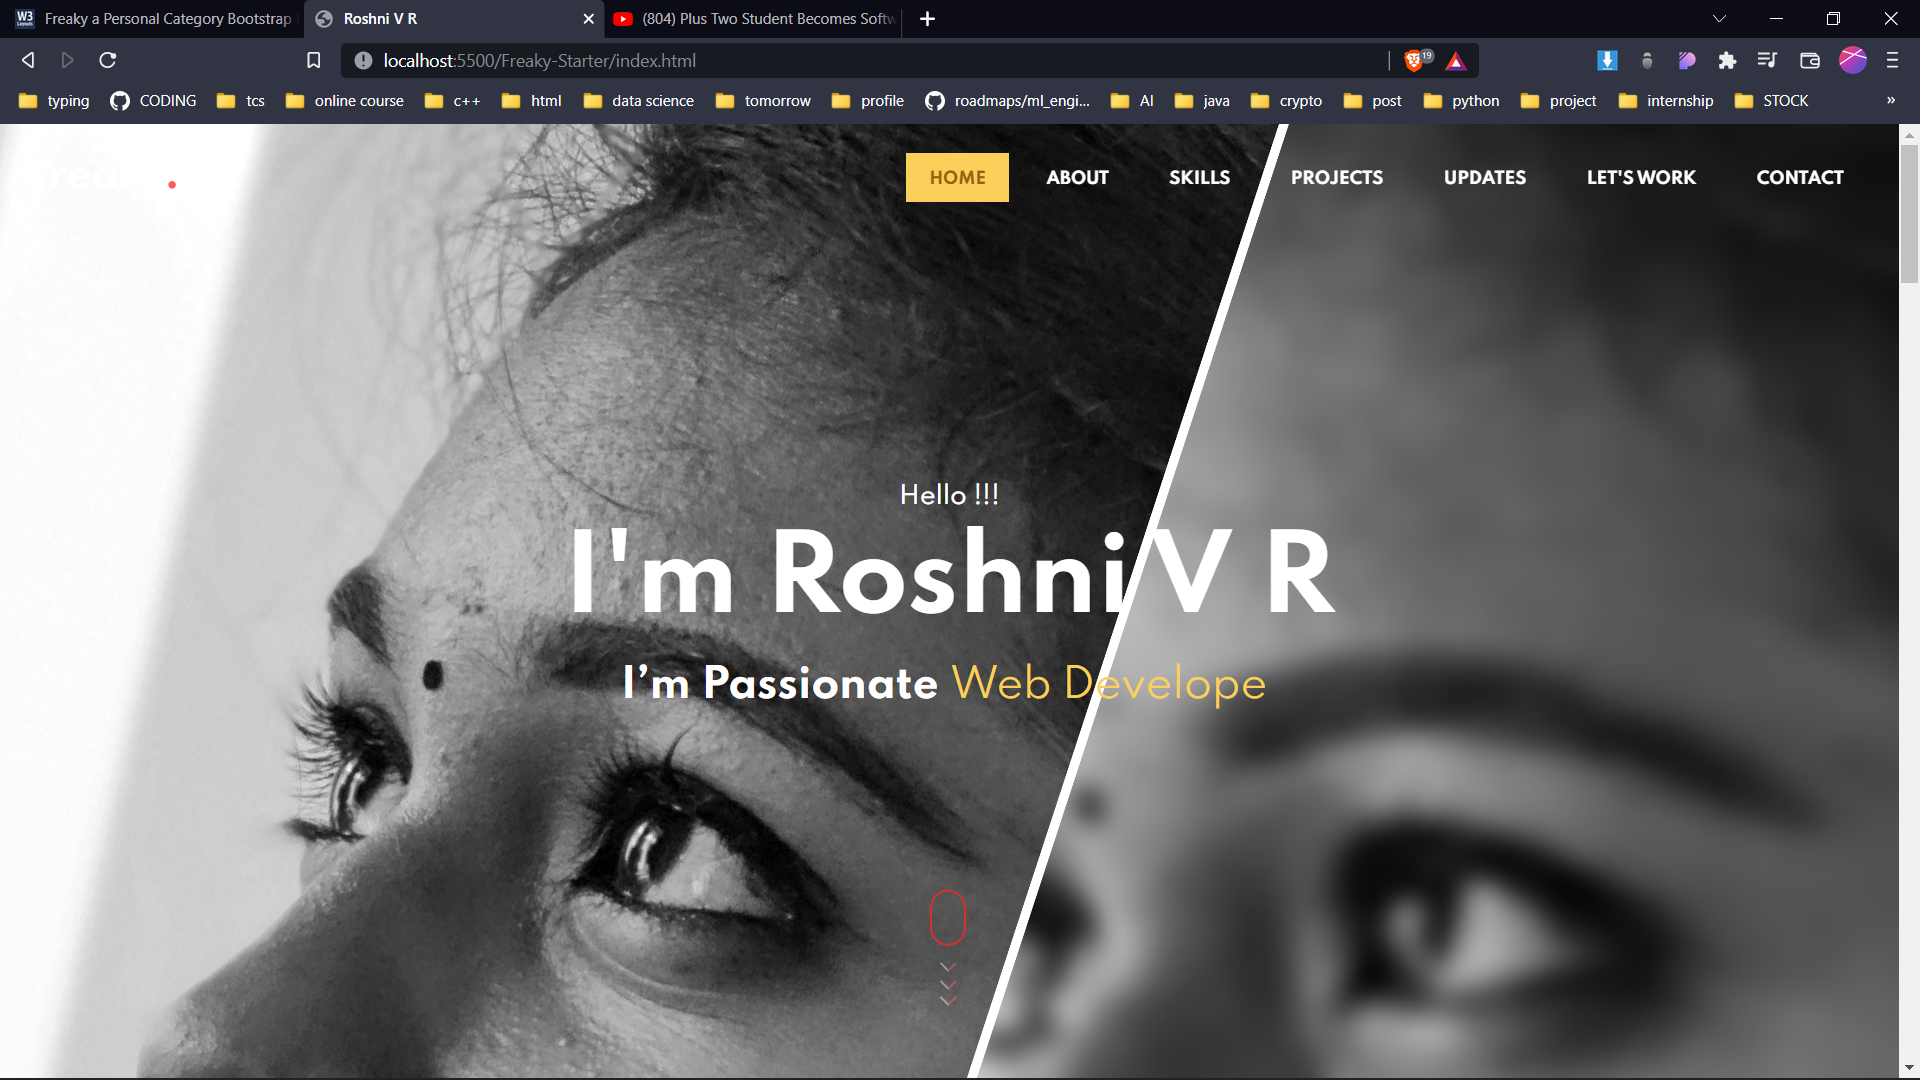 Freaky a Personal Category Bootstrap
Roshni V R
(804) Plus Two Student Becomes Softw
localhost:5500/Freaky-Starter/index.html
19
typing CODING tcs online course c++ html data science tomorrow profile roadmaps/ml_engi... AI java crypto post python project internship STOCK »
HOME ABOUT SKILLS PROJECTS UPDATES LET'S WORK CONTACT
Hello !!!
I'm Roshni V R
I’m Passionate Web Develope